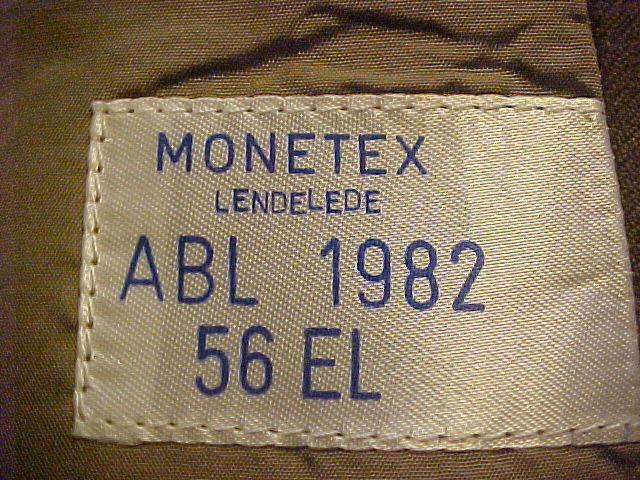 MONETEX
LENDELEDE
ABL 1982
56 EL